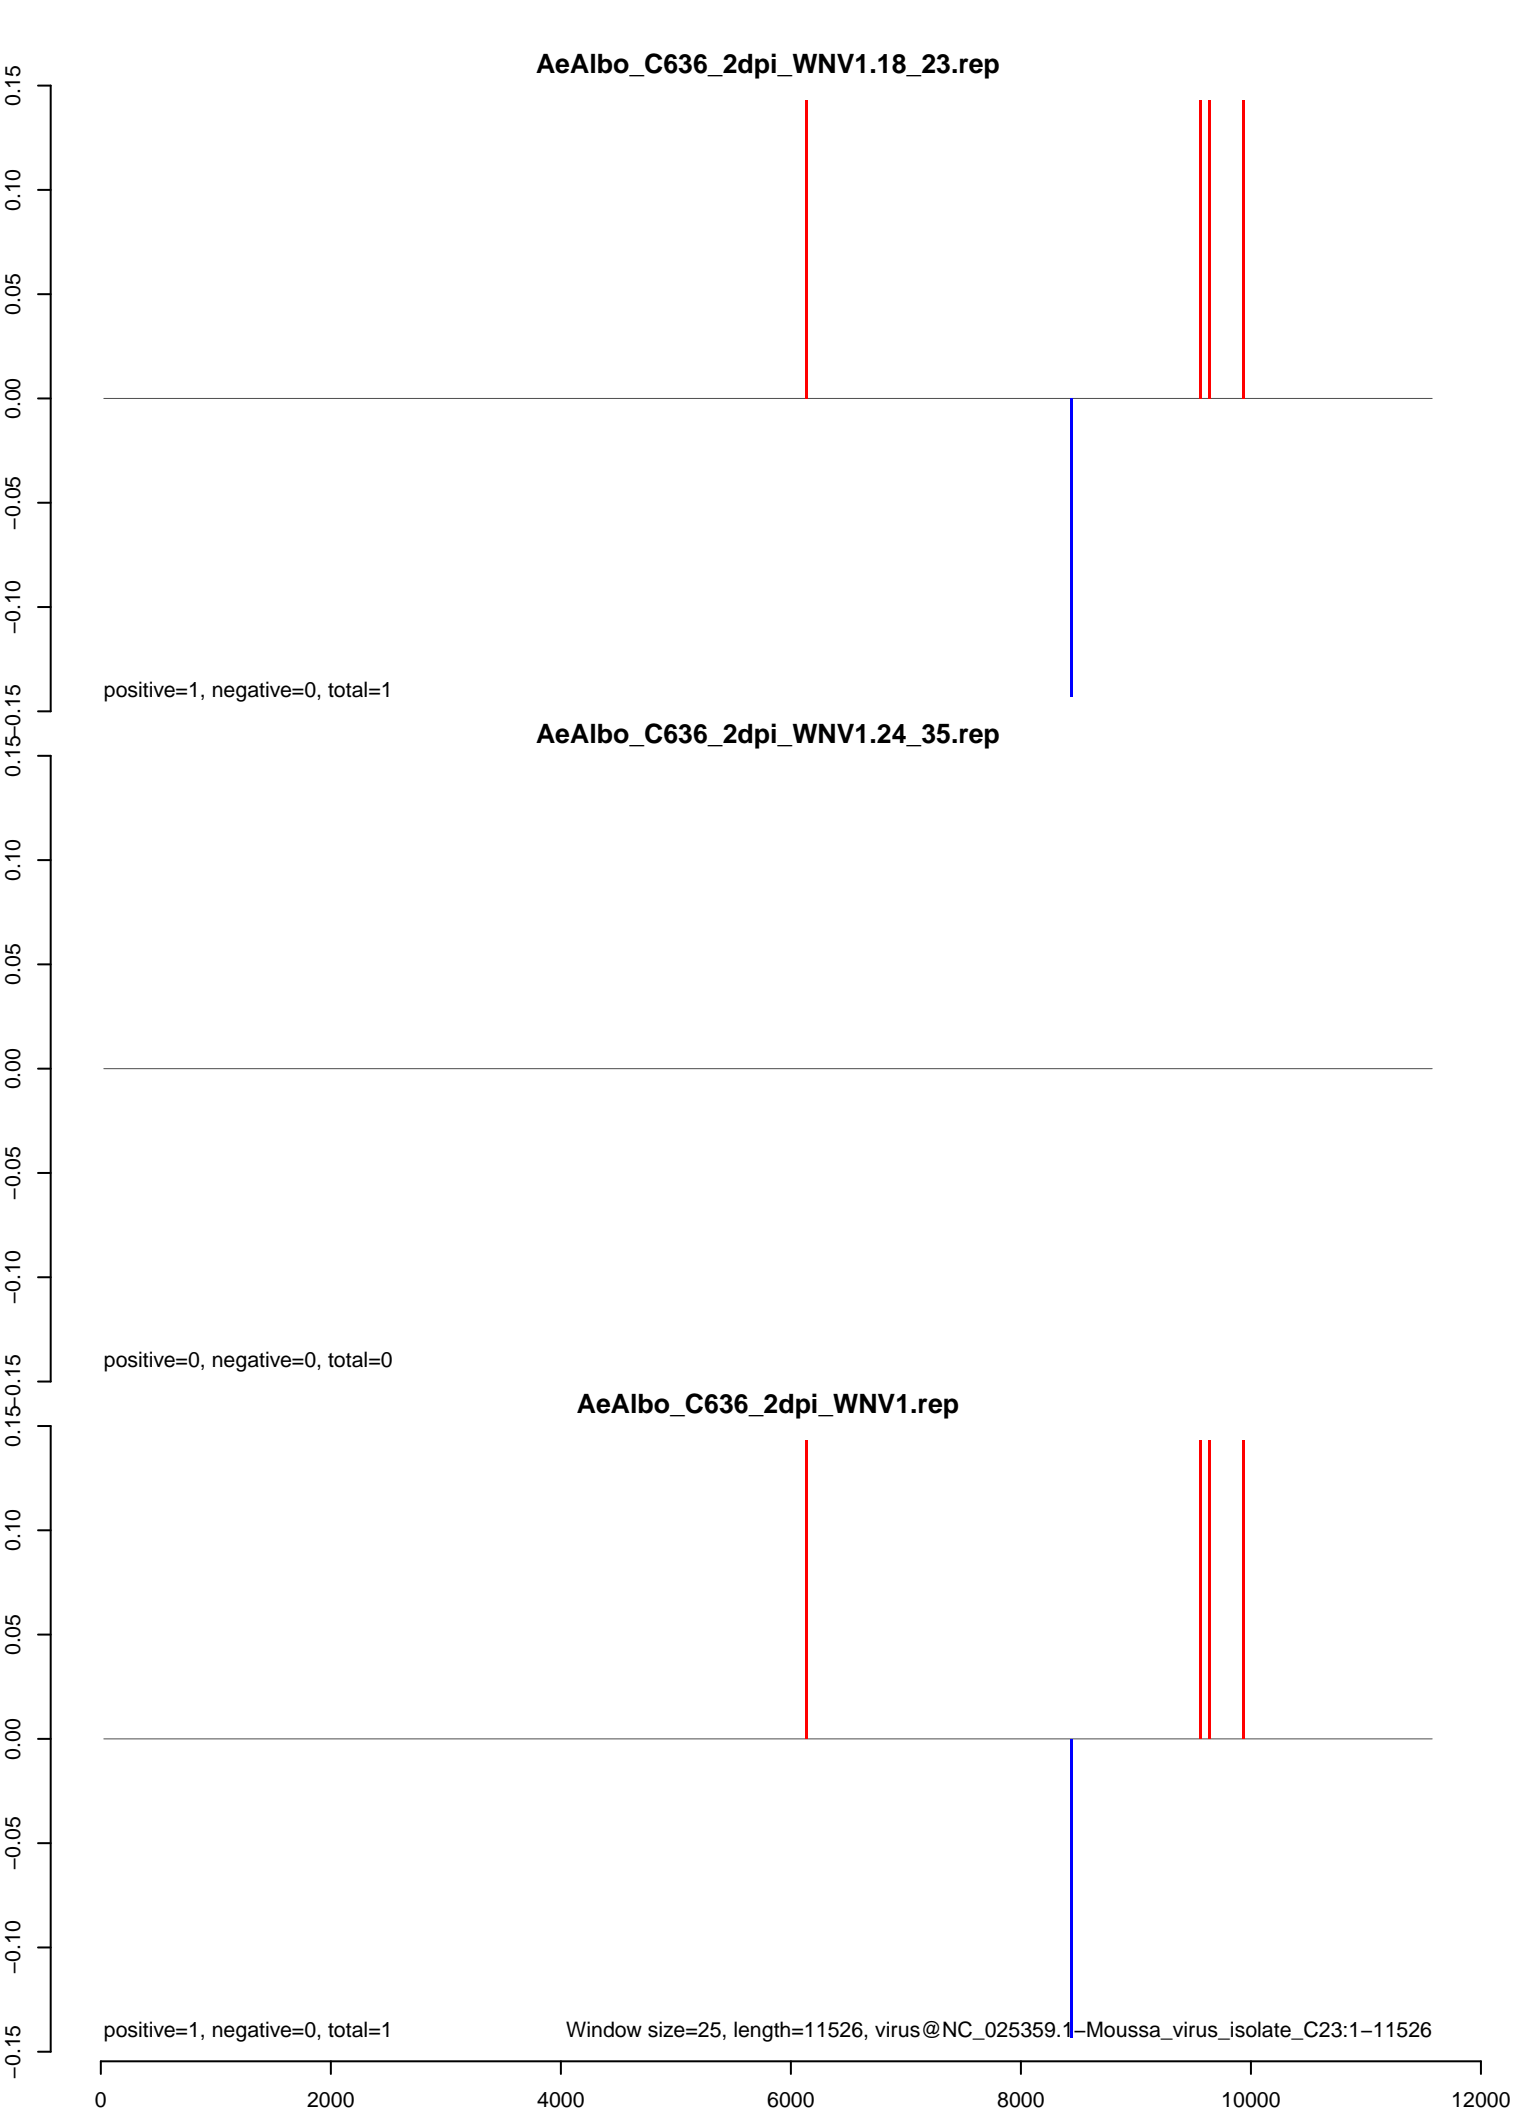 AeAlbo_C636_2dpi_WNV1.18_23.rep
0.15
0.10
0.05
0.00
−0.05
−0.10
−0.15
positive=1, negative=0, total=1
AeAlbo_C636_2dpi_WNV1.24_35.rep
0.15
0.10
0.05
0.00
−0.05
−0.10
−0.15
positive=0, negative=0, total=0
AeAlbo_C636_2dpi_WNV1.rep
0.15
0.10
0.05
0.00
−0.05
−0.10
−0.15
positive=1, negative=0, total=1
Window size=25, length=11526, virus@NC_025359.1−Moussa_virus_isolate_C23:1−11526
0 2000 4000 6000 8000 10000 12000